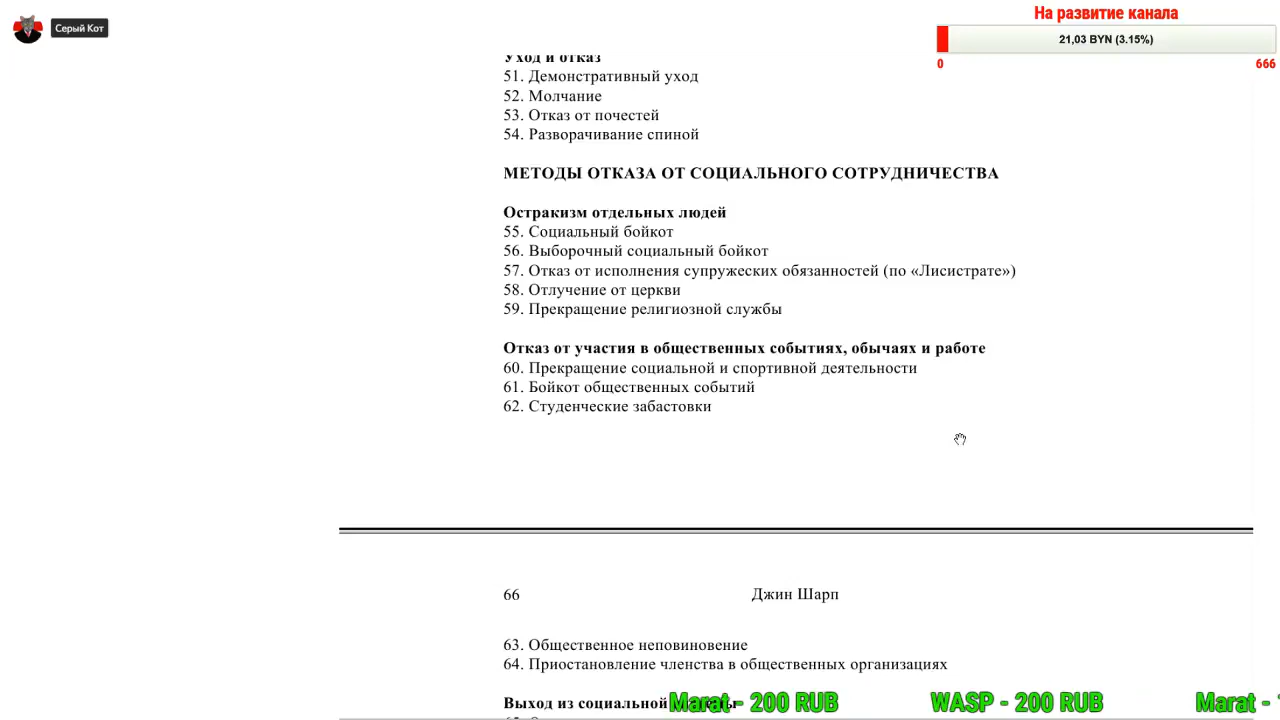 Серый Кот
На развитие канала
21,03 BYN (3.15%)
0 666
Уход и отказ
51. Демонстративный уход
52. Молчание
53. Отказ от почестей
54. Разворачивание спиной
МЕТОДЫ ОТКАЗА ОТ СОЦИАЛЬНОГО СОТРУДНИЧЕСТВА
Остракизм отдельных людей
55. Социальный бойкот
56. Выборочный социальный бойкот
57. Отказ от исполнения супружеских обязанностей (по «Лисистрате»)
58. Отлучение от церкви
59. Прекращение религиозной службы
Отказ от участия в общественных событиях, обычаях и работе
60. Прекращение социальной и спортивной деятельности
61. Бойкот общественных событий
62. Студенческие забастовки
66 Джин Шарп
63. Общественное неповиновение
64. Приостановление членства в общественных организациях
Выход из социальной
Marat - 200 RUB WASP - 200 RUB Marat -